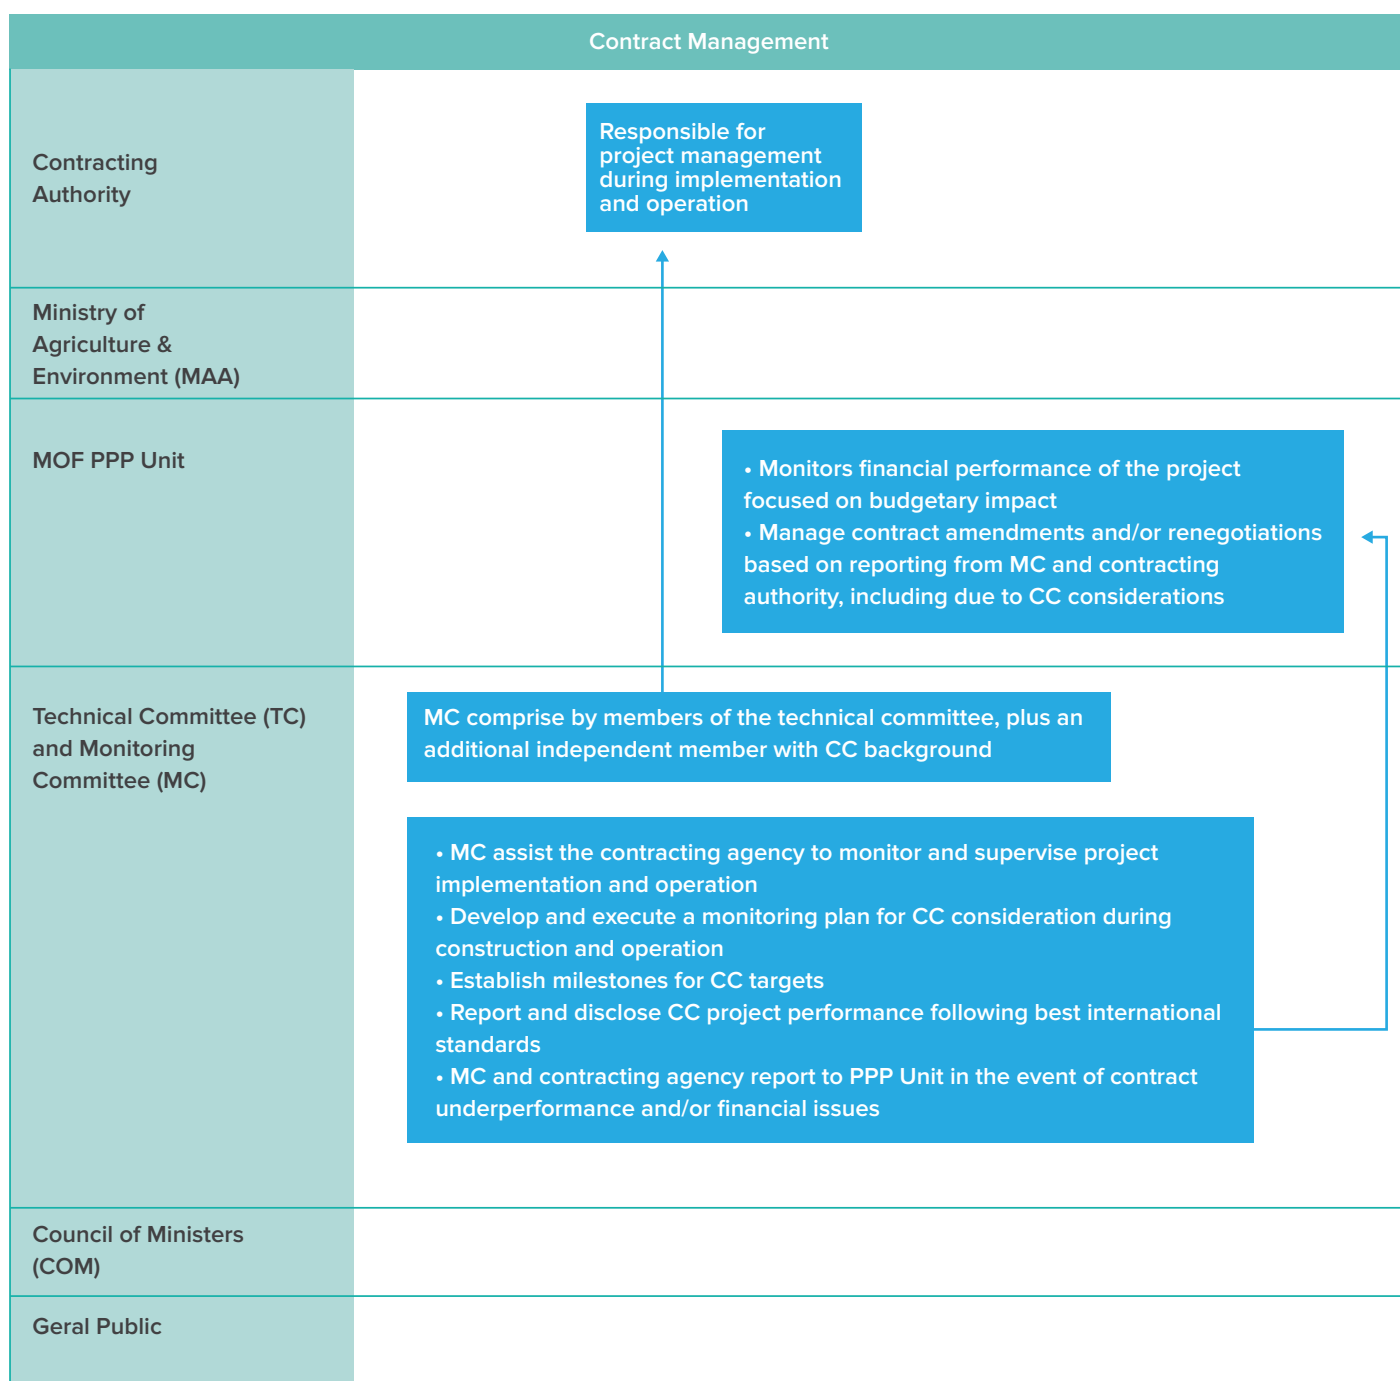 Contract Management
Contracting
Authority
Responsible for
project management
during implementation
and operation
Ministry of
Agriculture &
Environment (MAA)
MOF PPP Unit
• Monitors financial performance of the project
focused on budgetary impact
• Manage contract amendments and/or renegotiations
based on reporting from MC and contracting
authority, including due to CC considerations
Technical Committee (TC)
and Monitoring
Committee (MC)
MC comprise by members of the technical committee, plus an
additional independent member with CC background
• MC assist the contracting agency to monitor and supervise project
implementation and operation
• Develop and execute a monitoring plan for CC consideration during
construction and operation
• Establish milestones for CC targets
• Report and disclose CC project performance following best international
standards
• MC and contracting agency report to PPP Unit in the event of contract
underperformance and/or financial issues
Council of Ministers
(COM)
Geral Public